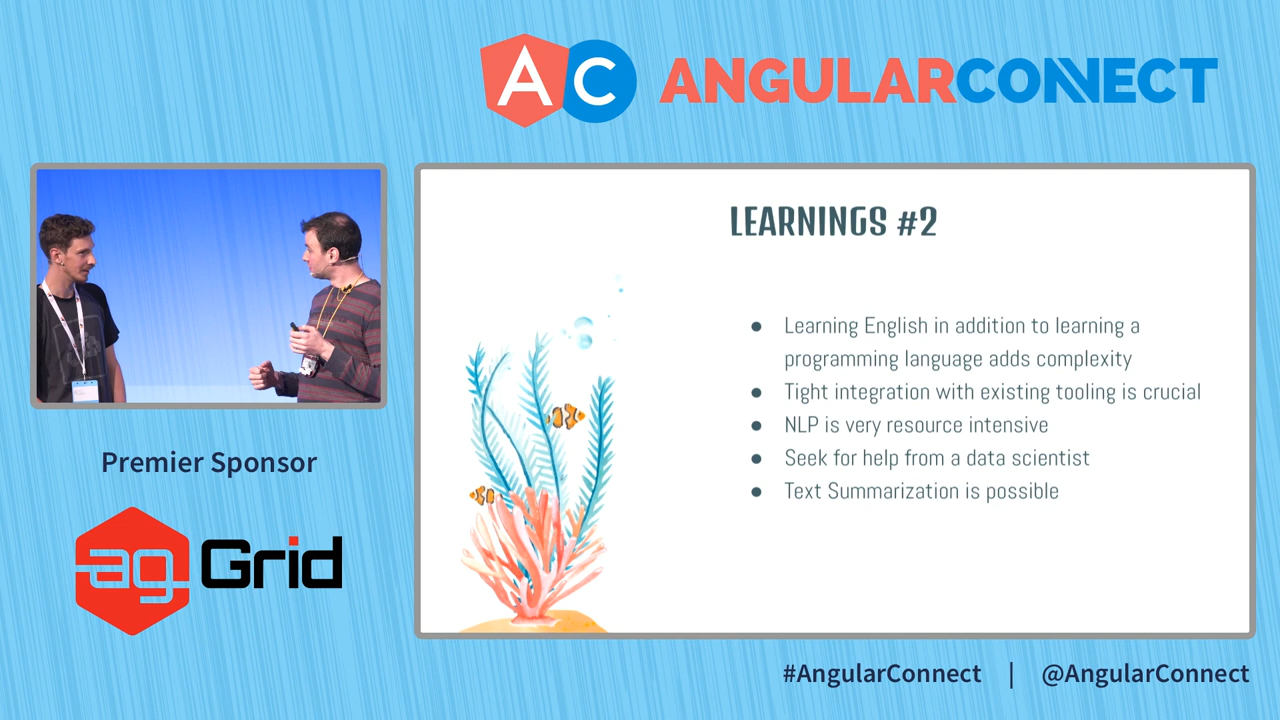 AC ANGULARCONNECT
LEARNINGS #2
● Learning English in addition to learning a
programming language adds complexity
● Tight integration with existing tooling is crucial
● NLP is very resource intensive
● Seek for help from a data scientist
● Text Summarization is possible
Premier Sponsor
ag Grid
#AngularConnect | @AngularConnect